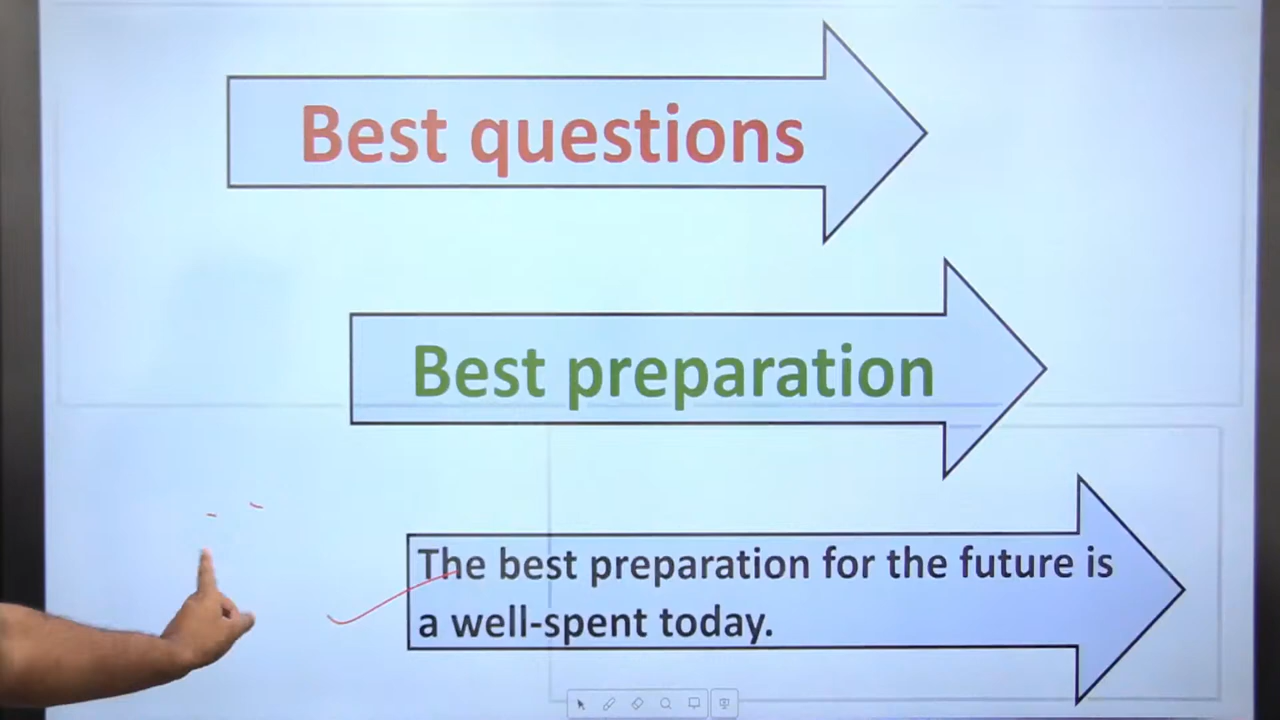 Best questions
Best preparation
The best preparation for the future is
a well-spent today.